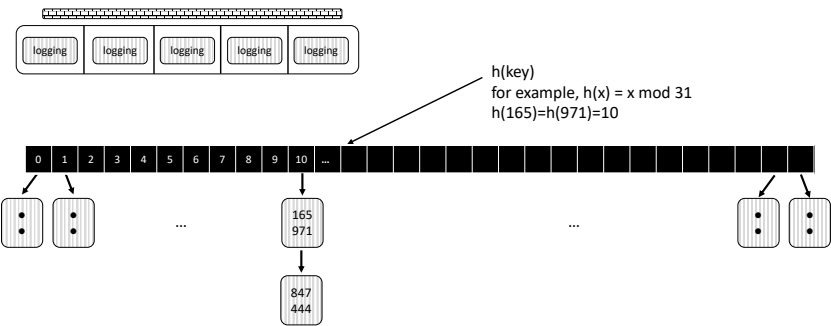 logging logging logging logging logging
h(key)
for example, h(x) = x mod 31
h(165)=h(971)=10
0 1 2 3 4 5 6 7 8 9 10 ...
... ...
165
971
847
444